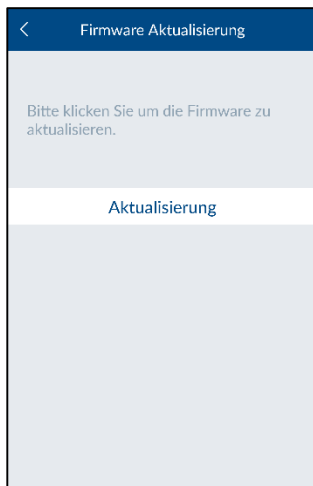 Firmware Aktualisierung
Bitte klicken Sie um die Firmware zu
aktualisieren.
Aktualisierung